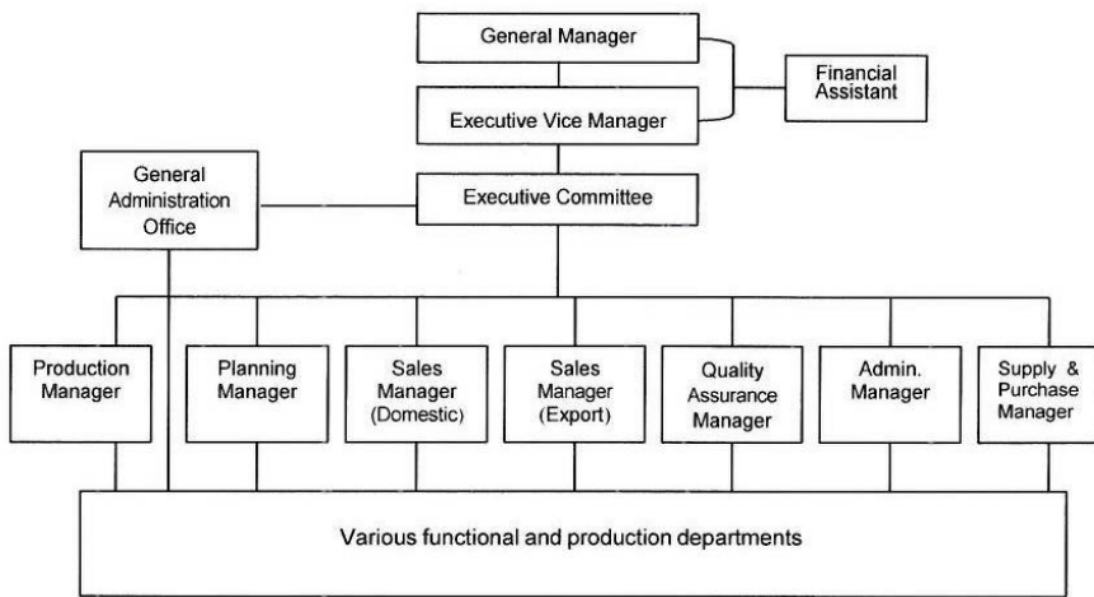 General Manager
Financial
Assistant
Executive Vice Manager
General
Administration
Office
Executive Committee
Production
Manager
Planning
Manager
Sales
Manager
(Domestic)
Sales
Manager
(Export)
Quality
Assurance
Manager
Admin.
Manager
Supply &
Purchase
Manager
Various functional and production departments